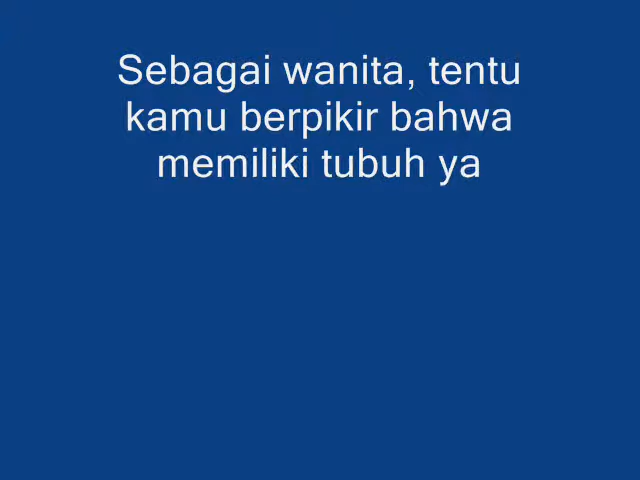 Sebagai wanita, tentu
kamu berpikir bahwa
memiliki tubuh ya